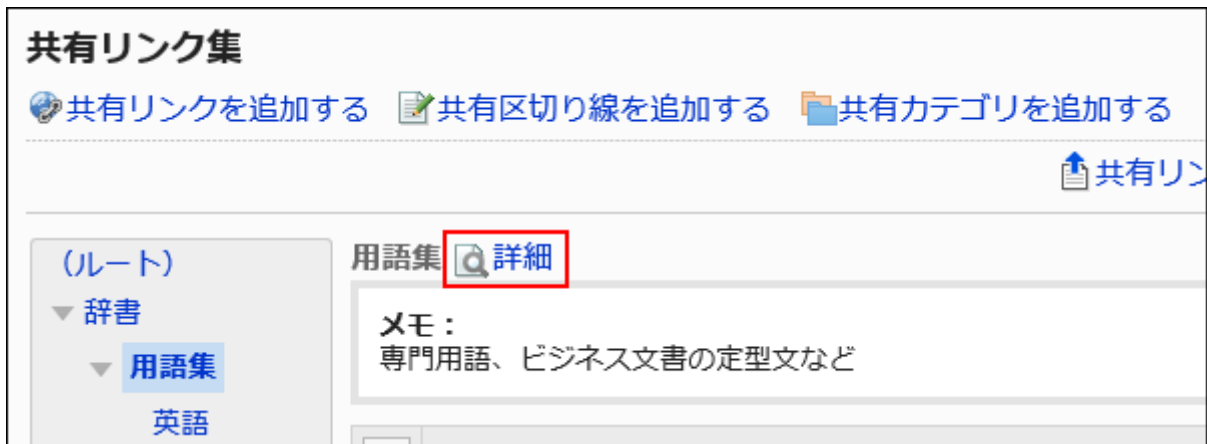 共有リンク集
共有リンクを追加する 共有区切り線を追加する 共有カテゴリを追加する
共有リン
(ルート)
用語集 詳細
辞書
メモ：
専門用語、ビジネス文書の定型文など
用語集
英語